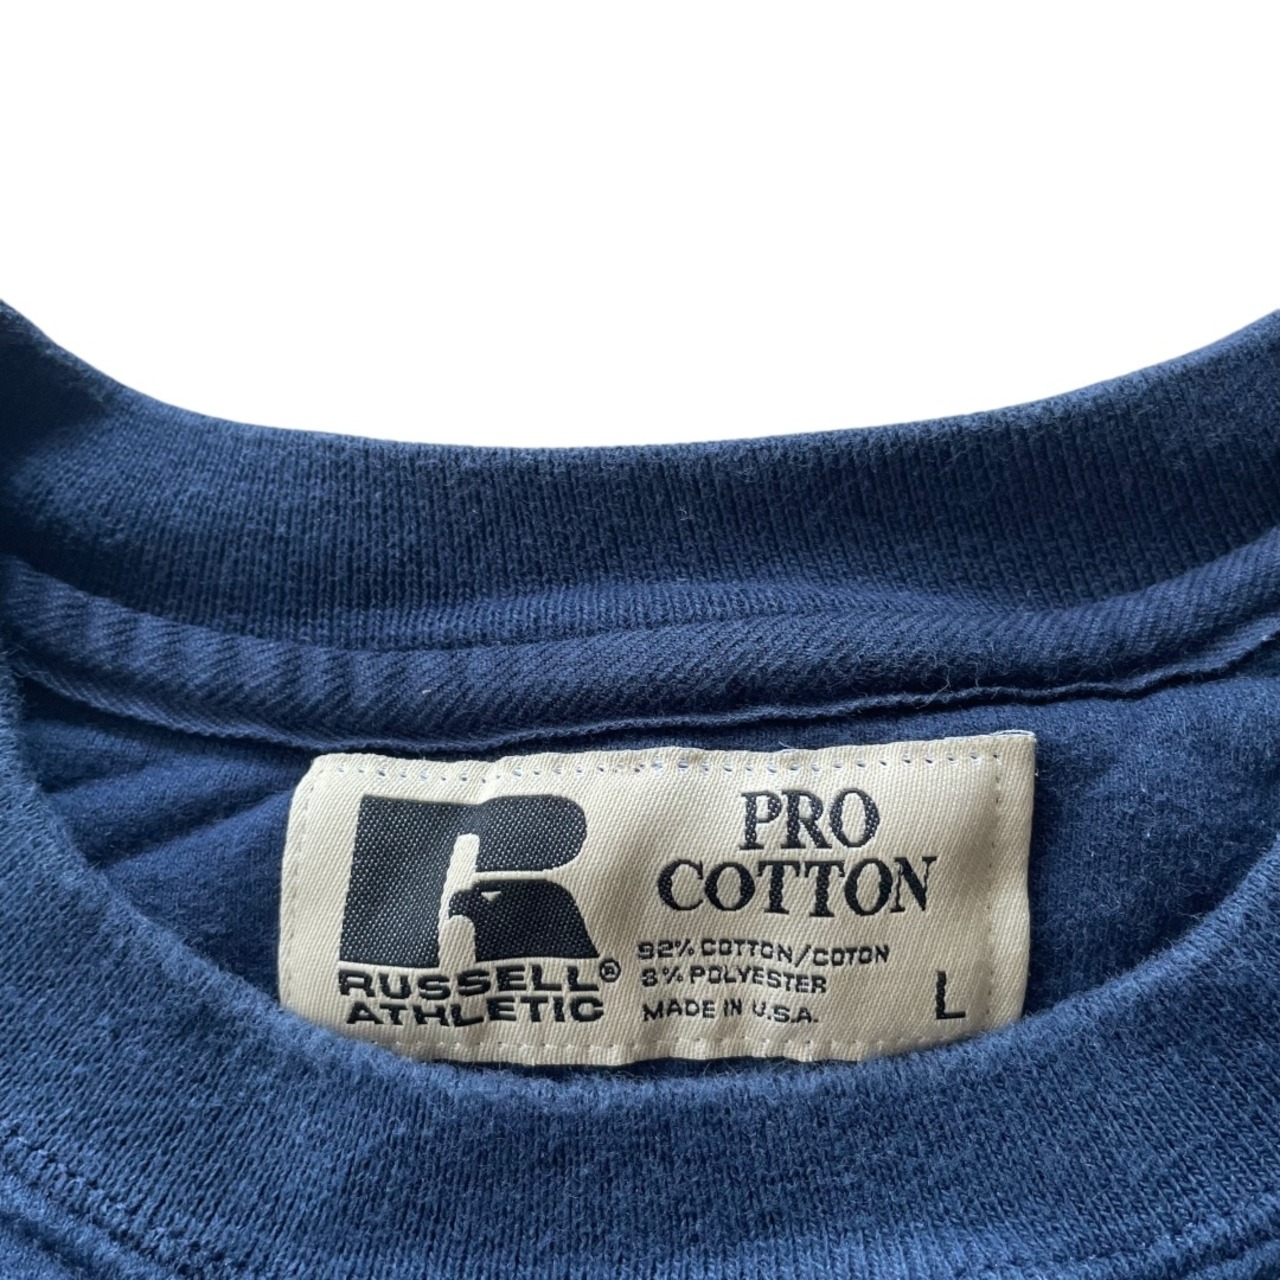 R
PRO
COTTON
92% COTTON/COTON
8% POLYESTER
MADE IN U.S.A.
L
RUSSELL®
ATHLETIC